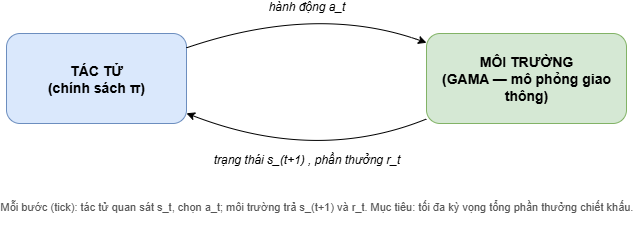 hành động a_t
TÁC TỬ
(chính sách π)
MÔI TRƯỜNG
(GAMA — mô phỏng giao
thông)
trạng thái s_(t+1) , phần thưởng r_t
Mỗi bước (tick): tác tử quan sát s_t, chọn a_t; môi trường trả s_(t+1) và r_t. Mục tiêu: tối đa kỳ vọng tổng phần thưởng chiết khấu.